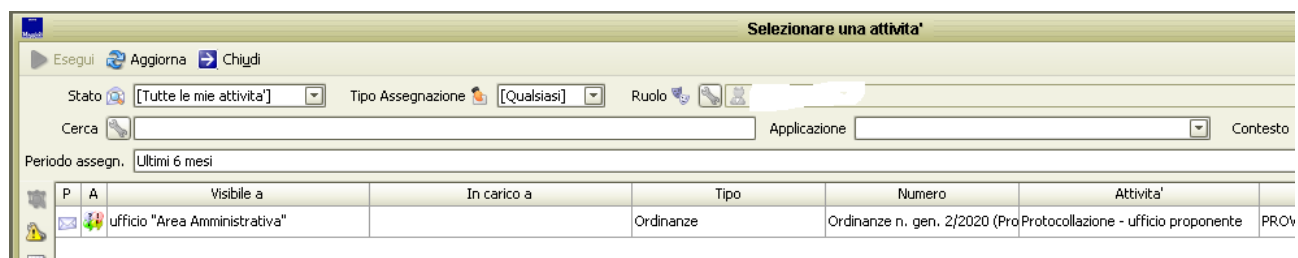 Selezionare una attivita'
Esegui Aggiorna Chiudi
Stato [Tutte le mie attivita'] Tipo Assegnazione [Qualsiasi] Ruolo
Cerca Applicazione Contesto
Periodo assegn. Ultimi 6 mesi
P A Visibile a In carico a Tipo Numero Attivita'
ufficio "Area Amministrativa" Ordinanze Ordinanze n. gen. 2/2020 (Pro Protocollazione - ufficio proponente PROV